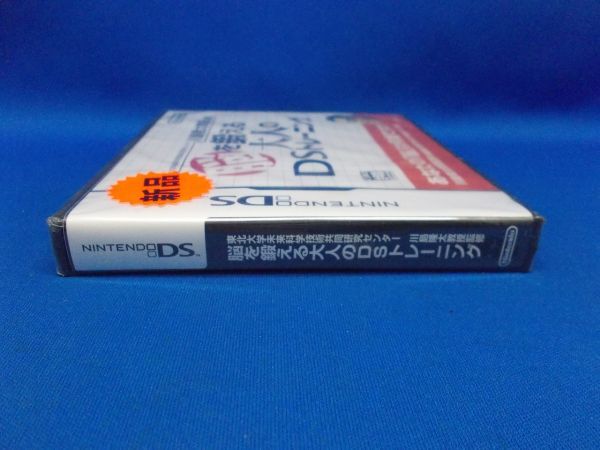 を鍛える
脳 大人の
DSトレーニング
新品
NINTENDO DS
NINTENDO DS™
東北大学未来科学技術共同研究センター 川島隆太教授監修
脳を鍛える大人のDSトレーニング
Nintendo